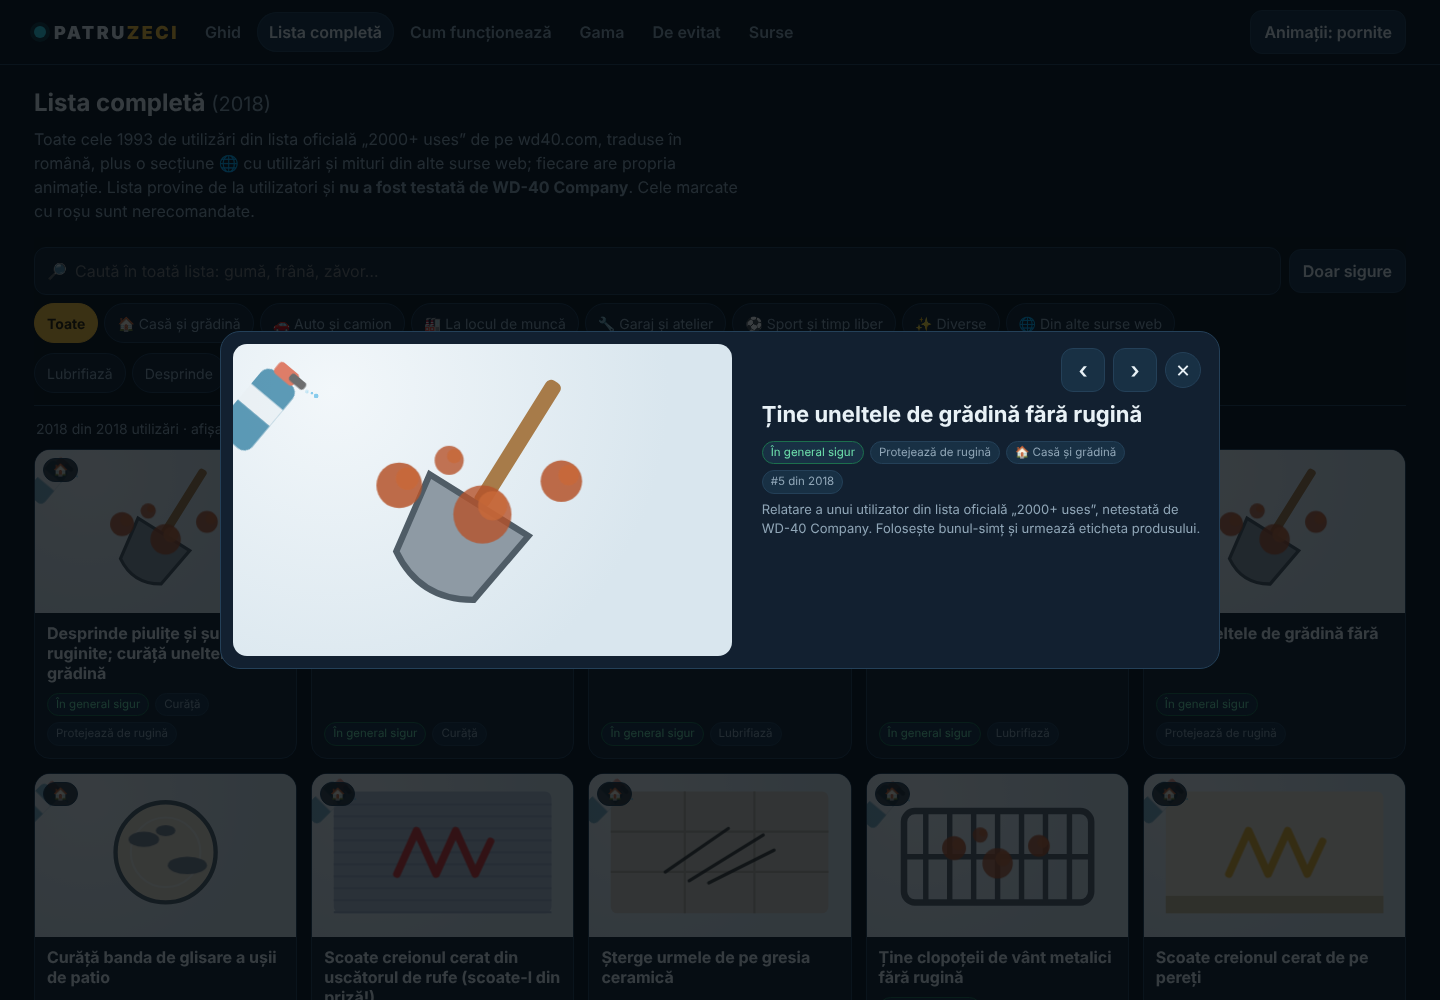 PATRUZECI Ghid Lista completă Cum funcționează Gama De evitat Surse Animații: pornite
Lista completă (2018)
Toate cele 1993 de utilizări din lista oficială „2000+ uses” de pe wd40.com, traduse în
română, plus o secțiune 🌐 cu utilizări și mituri din alte surse web; fiecare are propria
animație. Lista provine de la utilizatori și nu a fost testată de WD-40 Company. Cele marcate
cu roșu sunt nerecomandate.
🔎 Caută în toată lista: gumă, frână, zăvor... Doar sigure
Toate 🏠 Casă și grădină 🚗 Auto și camion 🏭 La locul de muncă 🔧 Garaj și atelier ⚽ Sport și timp liber ✨ Diverse 🌐 Din alte surse web
Lubrifiază Desprinde
2018 din 2018 utilizări
‹ › ✕
Ține uneltele de grădină fără rugină
În general sigur Protejează de rugină 🏠 Casă și grădină
#5 din 2018
Relatare a unui utilizator din lista oficială „2000+ uses”, netestată de
WD-40 Company. Folosește bunul-simț și urmează eticheta produsului.
Desprinde piulițe și
ruginite; curăță
grădină
de grădină fără
În general sigur Curăță
Protejează de rugină
În general sigur Curăță
În general sigur Lubrifiază
În general sigur Lubrifiază
În general sigur
Protejează de rugină
Curăță banda de glisare a ușii
de patio
Scoate creionul cerat din
uscătorul de rufe (scoate-l din
priză!)
Șterge urmele de pe gresia
ceramică
Ține clopoței de vânt metalici
fără rugină
Scoate creionul cerat de pe
pereți